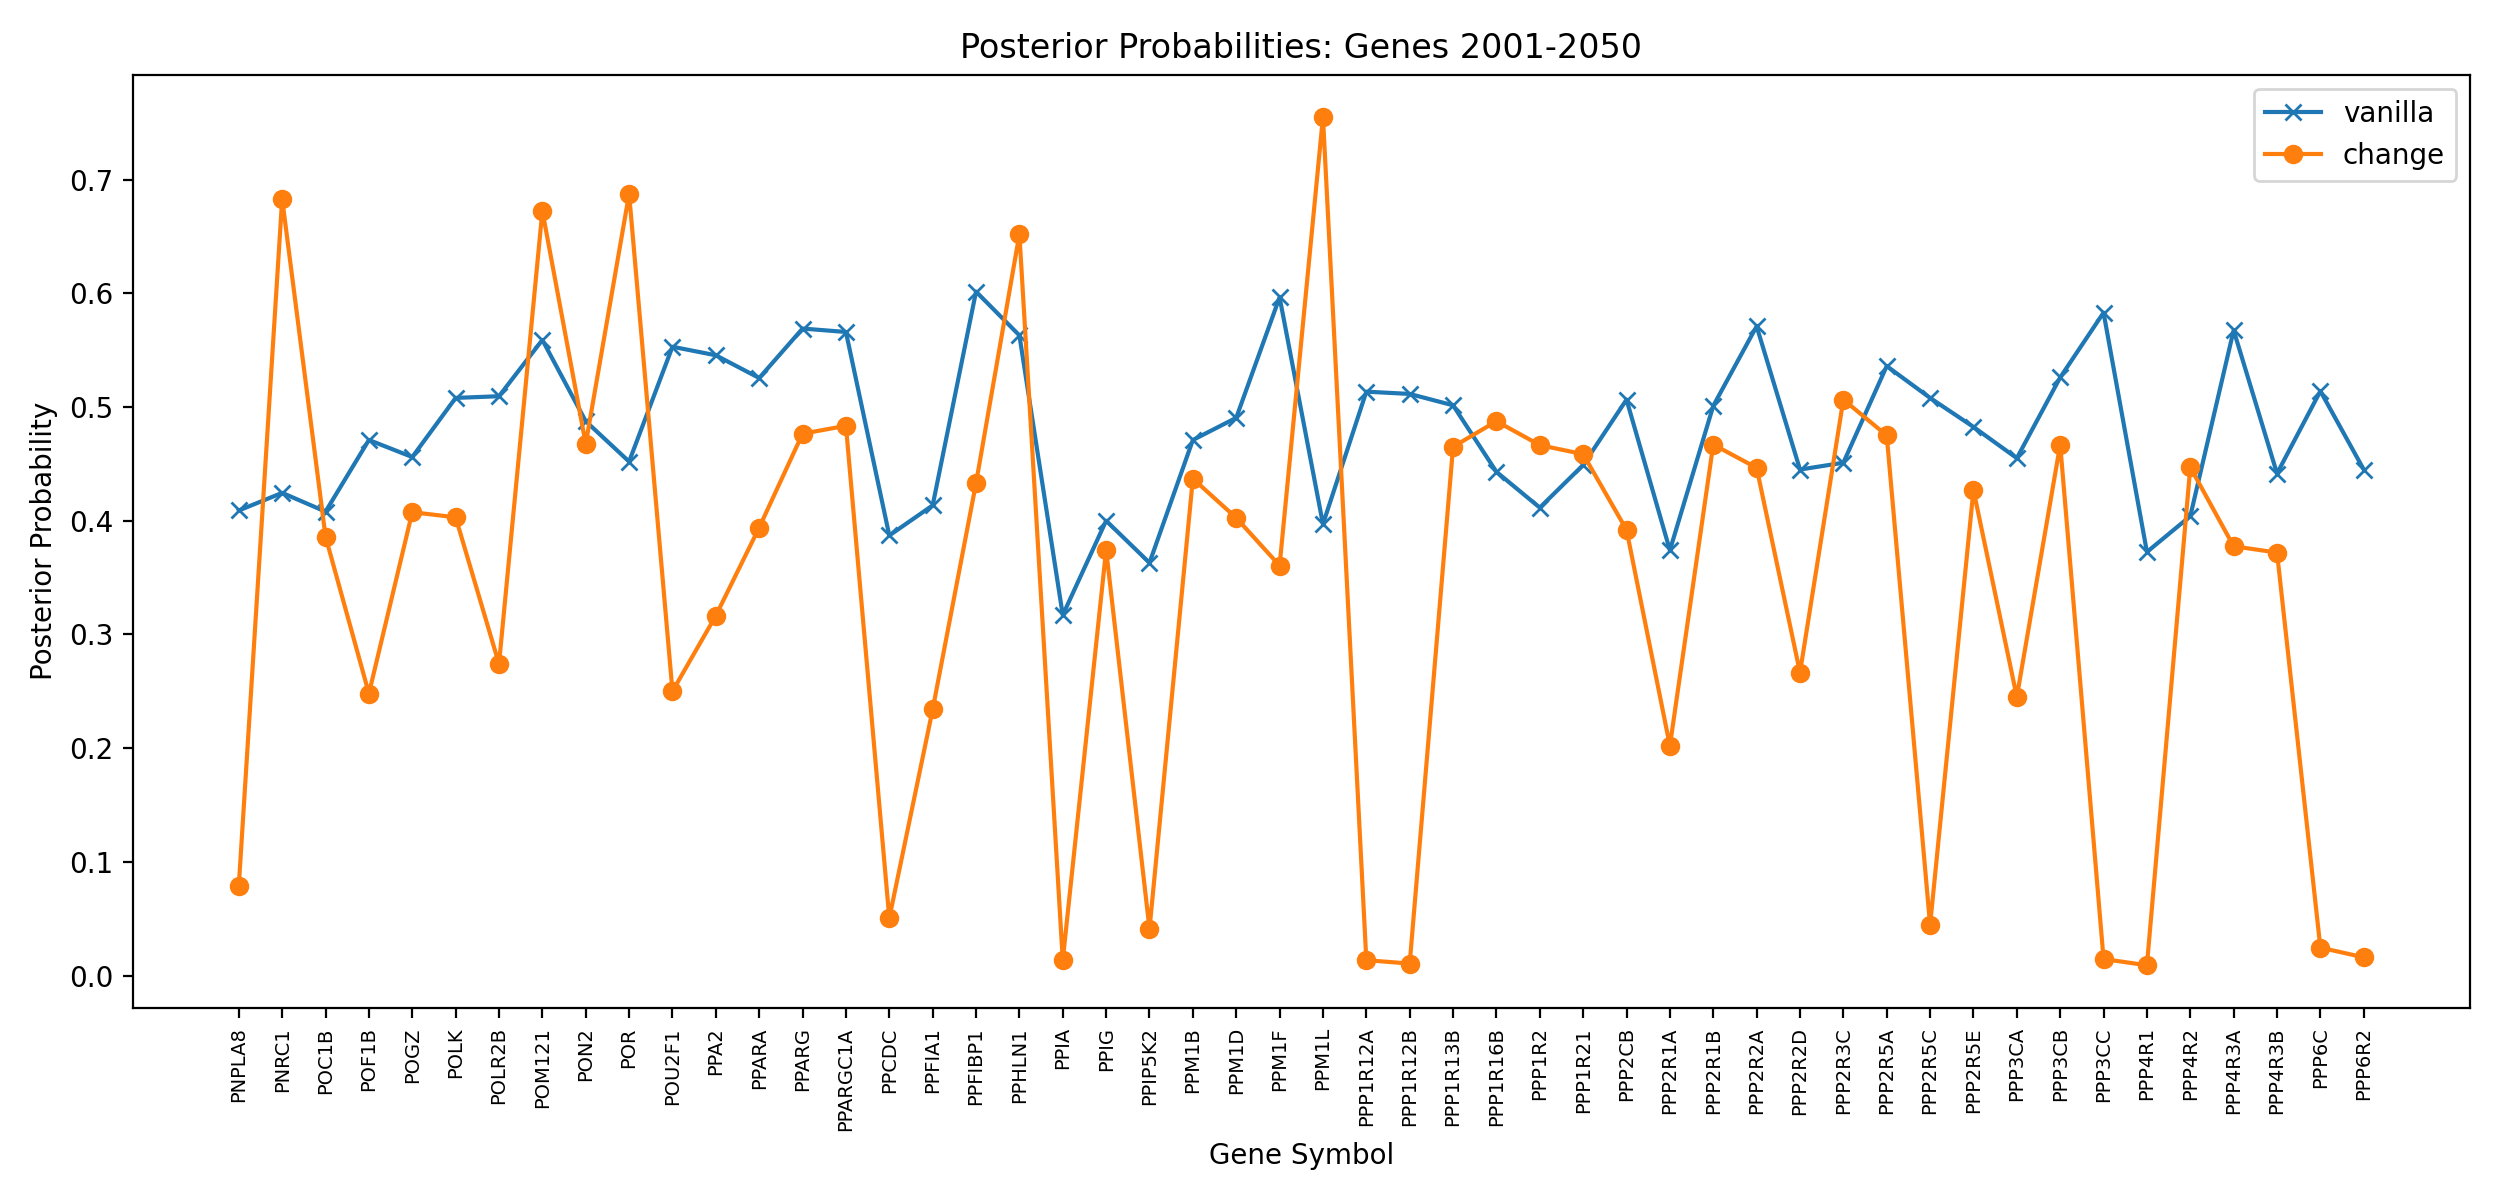 Posterior Probabilities: Genes 2001-2050
vanilla
change
Posterior Probability
0.7
0.6
0.5
0.4
0.3
0.2
0.1
0.0
PNPLA8
PNRC1
POC1B
POF1B
POGZ
POLK
POLR2B
POM121
PON2
POR
POU2F1
PPA2
PPARA
PPARG
PPARGC1A
PPCDC
PPFIA1
PPFIBP1
PPHLN1
PPIA
PPIG
PPIP5K2
PPM1B
PPM1D
PPM1F
PPM1L
PPP1R12A
PPP1R12B
PPP1R13B
PPP1R16B
PPP1R2
PPP1R21
PPP2CB
PPP2R1A
PPP2R1B
PPP2R2A
PPP2R2D
PPP2R3C
PPP2R5A
PPP2R5C
PPP2R5E
PPP3CA
PPP3CB
PPP3CC
PPP4R1
PPP4R2
PPP4R3A
PPP4R3B
PPP6C
PPP6R2
Gene Symbol